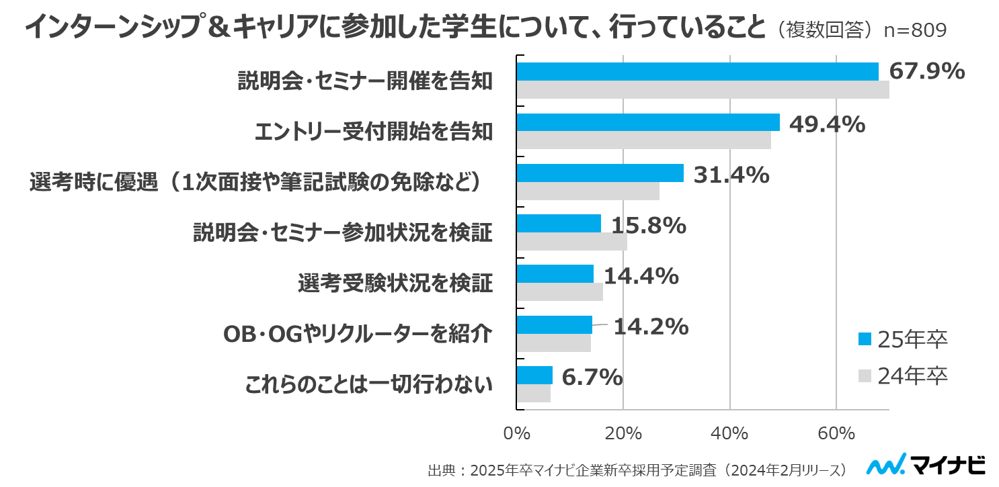 インターンシップ＆キャリアに参加した学生について、行っていること（複数回答）n=809
説明会・セミナー開催を告知
67.9%
エントリー受付開始を告知
49.4%
選考時に優遇（1次面接や筆記試験の免除など）
31.4%
説明会・セミナー参加状況を検証
15.8%
選考受験状況を検証
14.4%
OB・OGやリクルーターを紹介
14.2%
これらのことは一切行わない
6.7%
25年卒
24年卒
0% 20% 40% 60%
出典：2025年卒マイナビ企業新卒採用予定調査（2024年2月ﾘﾘｰｽ）
マイナビ